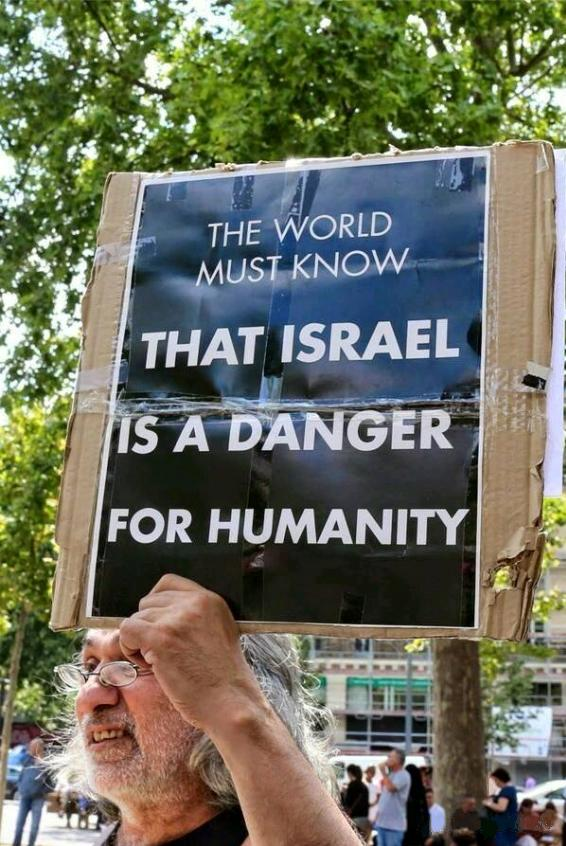 THE WORLD
MUST KNOW
THAT ISRAEL
IS A DANGER
FOR HUMANITY